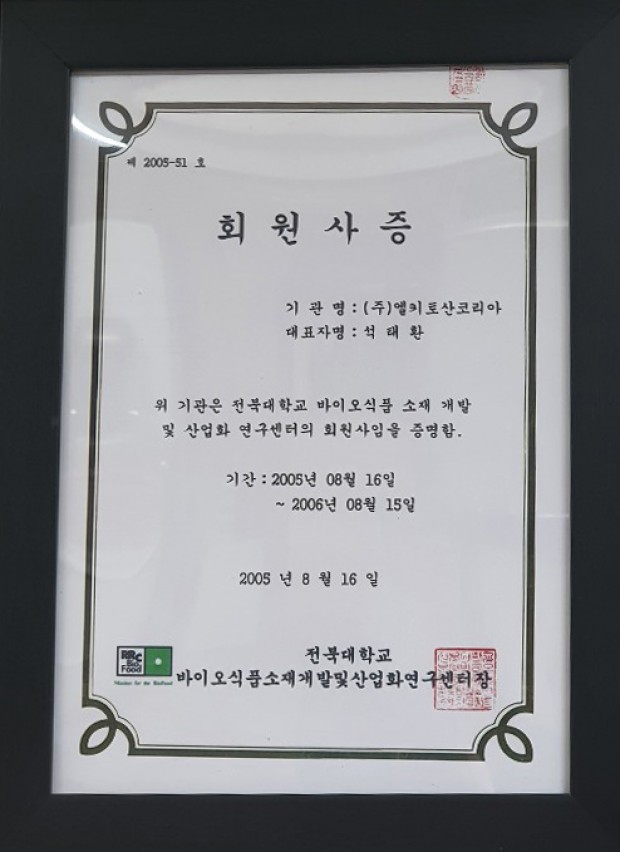 제 2005-51 호
회 원 사 증
기 관 명 : (주)엘키토산코리아
대표자명 : 석 태 환
위 기관은 전북대학교 바이오식품 소재 개발
및 산업화 연구센터의 회원사임을 증명함.
기간 : 2005년 08월 16일
~ 2006년 08월 15일
2005 년 8 월 16 일
RRC
Bio
Food
전북대학교
바이오식품소재개발및산업화연구센터장